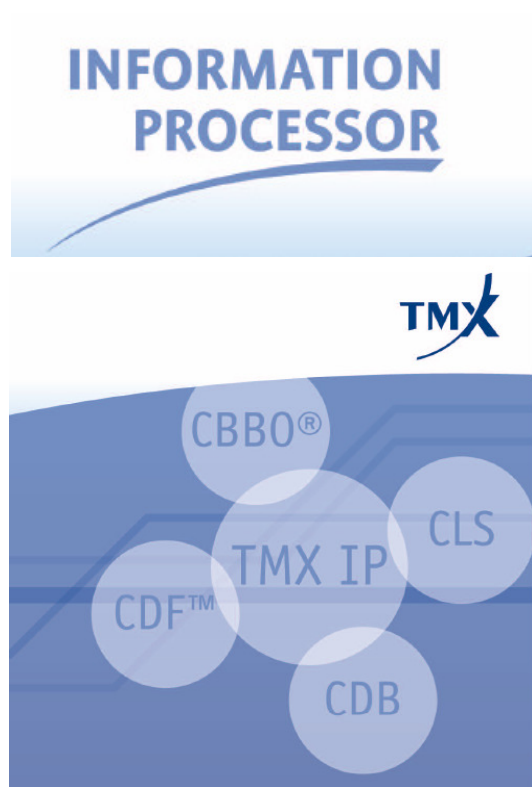 INFORMATION
PROCESSOR
TMX
CBBO®
CLS
TMX IP
CDF™
CDB